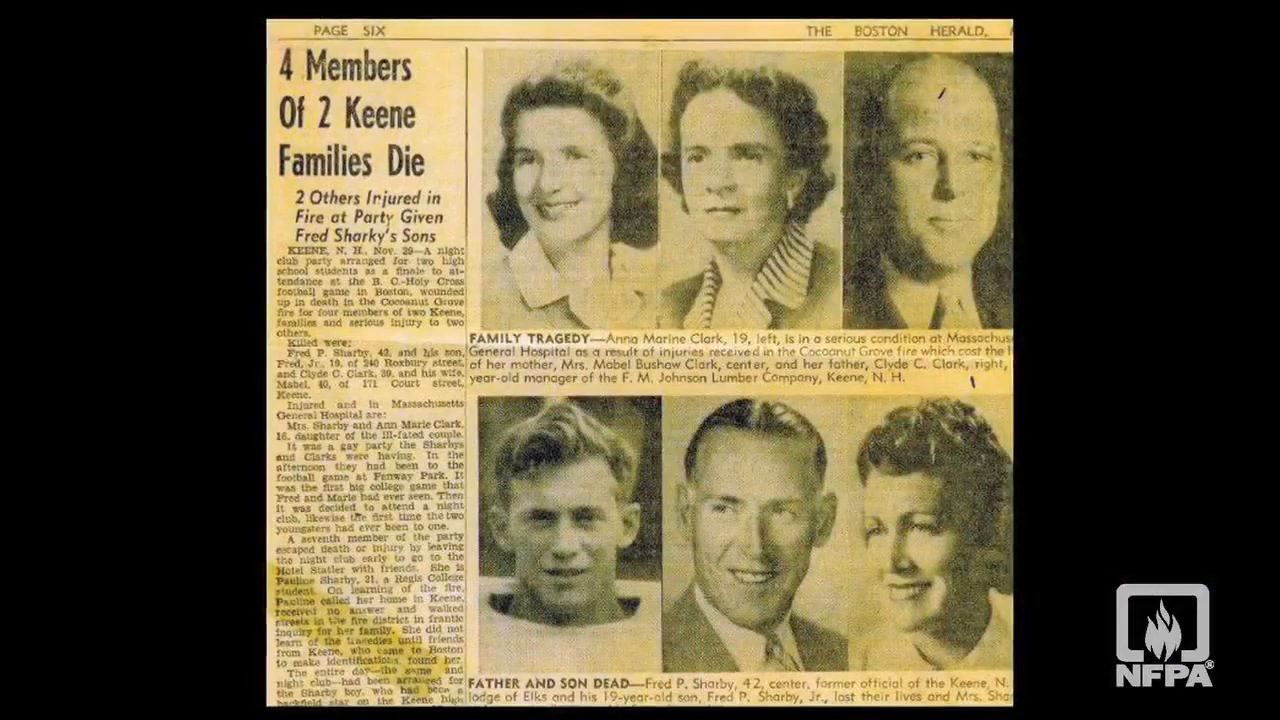 PAGE SIX
THE BOSTON HERALD,
4 Members
Of 2 Keene
Families Die
2 Others Injured in
Fire at Party Given
Fred Sharky's Sons
KEENE, N. H., Nov. 29—A night
club party arranged for two high
school students as a finale to at-
tendance at the B. C.-Holy Cross
football game in Boston, wounded
up in death in the Cocoanut Grove
fire for four members of two Keene,
families and serious injury to two
others.
Killed were:
Fred P. Sharby, 42, and his son,
Fred, Jr., 19, of 240 Roxbury street,
and Clyde C. Clark, 39, and his wife,
Mabel, 40, of 171 Court street,
Keene.
Injured and in Massachusetts
General Hospital are:
Mrs. Sharby and Ann Marie Clark,
16, daughter of the ill-fated couple.
It was a gay party the Sharbys
and Clarks were having. In the
afternoon they had been to the
football game at Fenway Park. It
was the first big college game that
Fred and Marie had ever seen. Then
it was decided to attend a night
club, likewise the first time the two
youngsters had ever been to one.
A seventh member of the party
escaped death or injury by leaving
the night club early to go to the
Hotel Statler with friends. She is
Pauline Sharby, 21, a Regis College
student. On learning of the fire,
Pauline called her home in Keene,
received no answer and walked
streets in the fire district in frantic
inquiry for her family. She did not
learn of the tragedies until friends
from Keene, who came to Boston
to make identifications, found her.
The entire day—the game and
night club—had been arranged for
the Sharby boy, who had been a
backfield star on the Keene high
FAMILY TRAGEDY—Anna Marine Clark, 19, left, is in a serious condition at Massachus
General Hospital as a result of injuries received in the Cocoanut Grove fire which cost the l
of her mother, Mrs. Mabel Bushaw Clark, center, and her father, Clyde C. Clark, right,
year-old manager of the F. M. Johnson Lumber Company, Keene, N. H.
FATHER AND SON DEAD—Fred P. Sharby, 42, center, former official of the Keene, N.
lodge of Elks and his 19-year-old son, Fred P. Sharby, Jr., lost their lives and Mrs. Shar
NFPA®